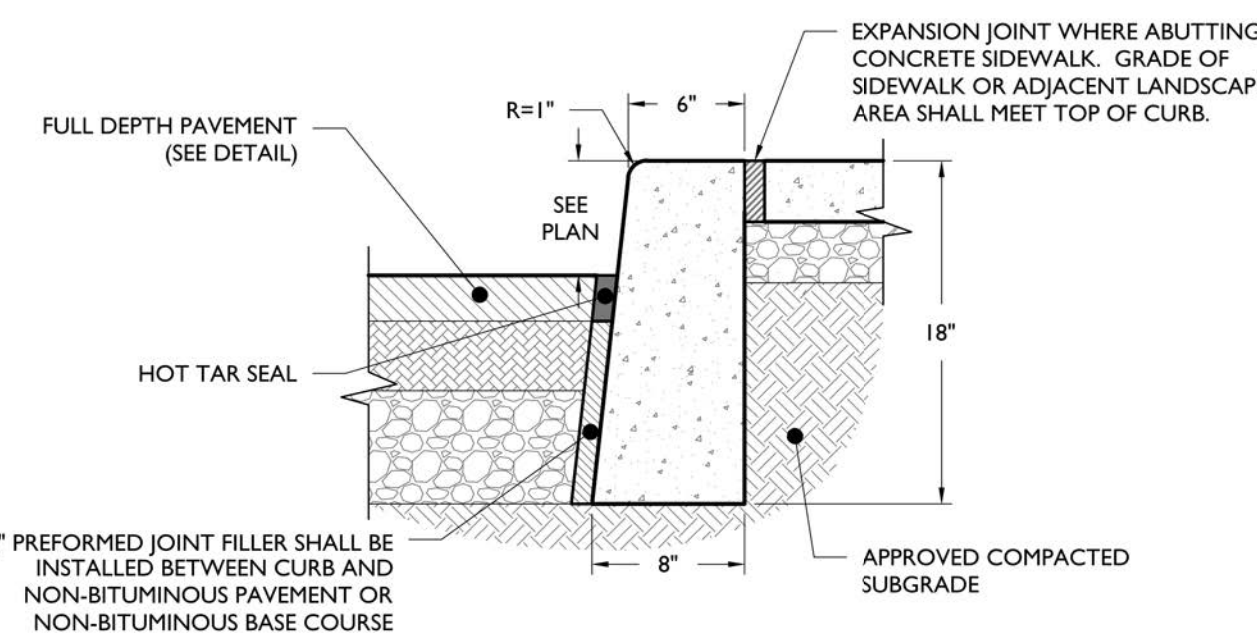 EXPANSION JOINT WHERE ABUTTING
CONCRETE SIDEWALK. GRADE OF
SIDEWALK OR ADJACENT LANDSCAP
AREA SHALL MEET TOP OF CURB.
R=1"
6"
FULL DEPTH PAVEMENT
(SEE DETAIL)
SEE
PLAN
18"
HOT TAR SEAL
" PREFORMED JOINT FILLER SHALL BE
INSTALLED BETWEEN CURB AND
NON-BITUMINOUS PAVEMENT OR
NON-BITUMINOUS BASE COURSE
8"
APPROVED COMPACTED
SUBGRADE